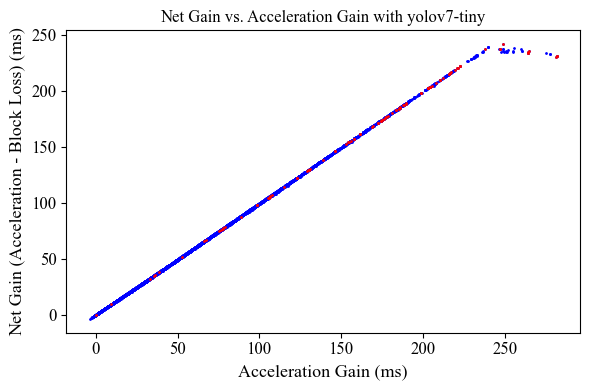 Net Gain vs. Acceleration Gain with yolov7-tiny
Net Gain (Acceleration - Block Loss) (ms)
250
200
150
100
50
0
0 50 100 150 200 250
Acceleration Gain (ms)